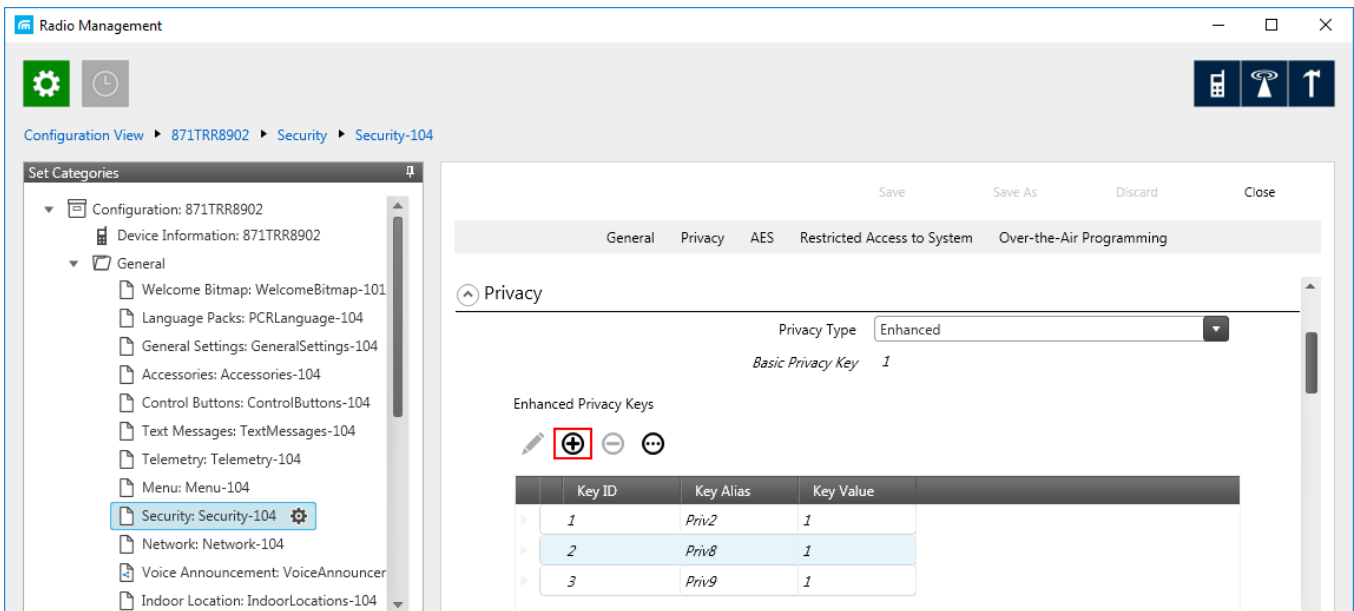 Radio Management
Configuration View ▶ 871TRR8902 ▶ Security ▶ Security-104
Set Categories
Configuration: 871TRR8902
Device Information: 871TRR8902
General
Welcome Bitmap: WelcomeBitmap-101
Language Packs: PCRLanguage-104
General Settings: GeneralSettings-104
Accessories: Accessories-104
Control Buttons: ControlButtons-104
Text Messages: TextMessages-104
Telemetry: Telemetry-104
Menu: Menu-104
Security: Security-104
Network: Network-104
Voice Announcement: VoiceAnnouncer
Indoor Location: IndoorLocations-104
Save Save As Discard Close
General Privacy AES Restricted Access to System Over-the-Air Programming
Privacy
Privacy Type Enhanced
Basic Privacy Key 1
Enhanced Privacy Keys
Key ID Key Alias Key Value
1 Priv2 1
2 Priv8 1
3 Priv9 1